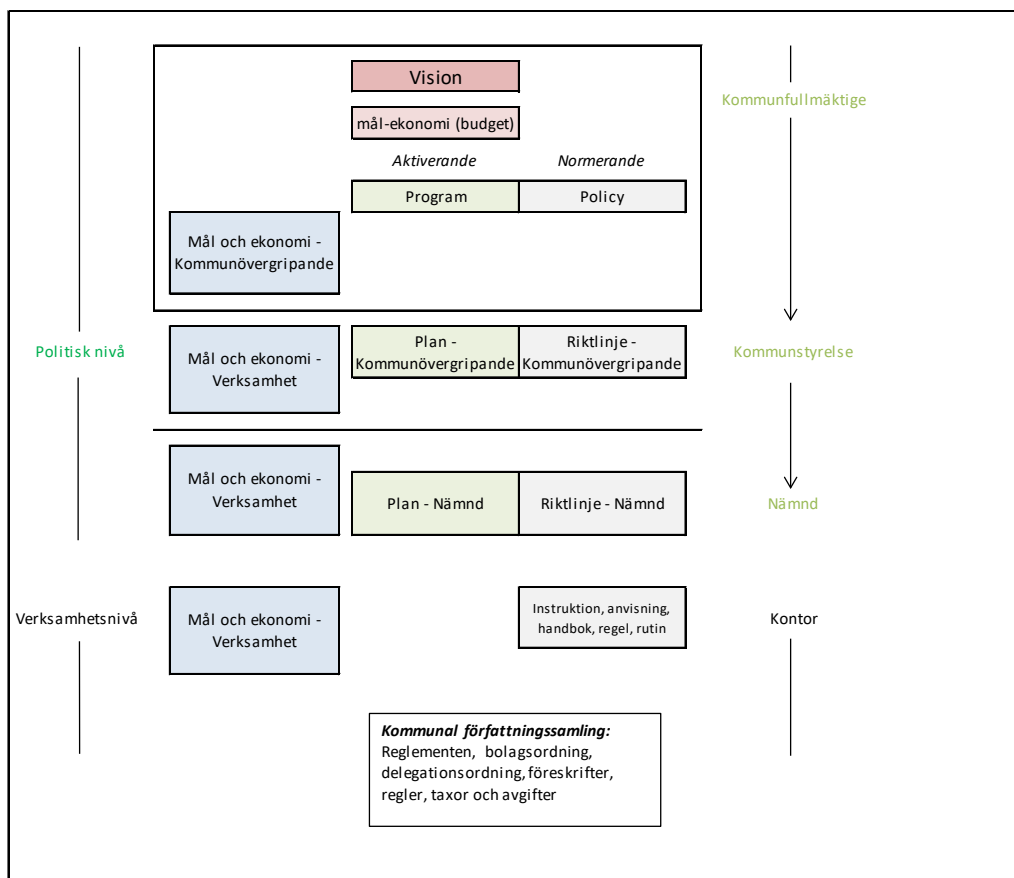 Vision
Kommunfullmäktige
mål-ekonomi (budget)
Aktiverande
Normerande
Program
Policy
Mål och ekonomi -
Kommunövergripande
Politisk nivå
Mål och ekonomi -
Verksamhet
Plan -
Kommunövergripande
Riktlinje -
Kommunövergripande
Kommunstyrelse
Mål och ekonomi -
Verksamhet
Plan - Nämnd
Riktlinje - Nämnd
Nämnd
Verksamhetsnivå
Mål och ekonomi -
Verksamhet
Instruktion, anvisning,
handbok, regel, rutin
Kontor
Kommunal författningssamling:
Reglementen, bolagsordning,
delegationsordning, föreskrifter,
regler, taxor och avgifter